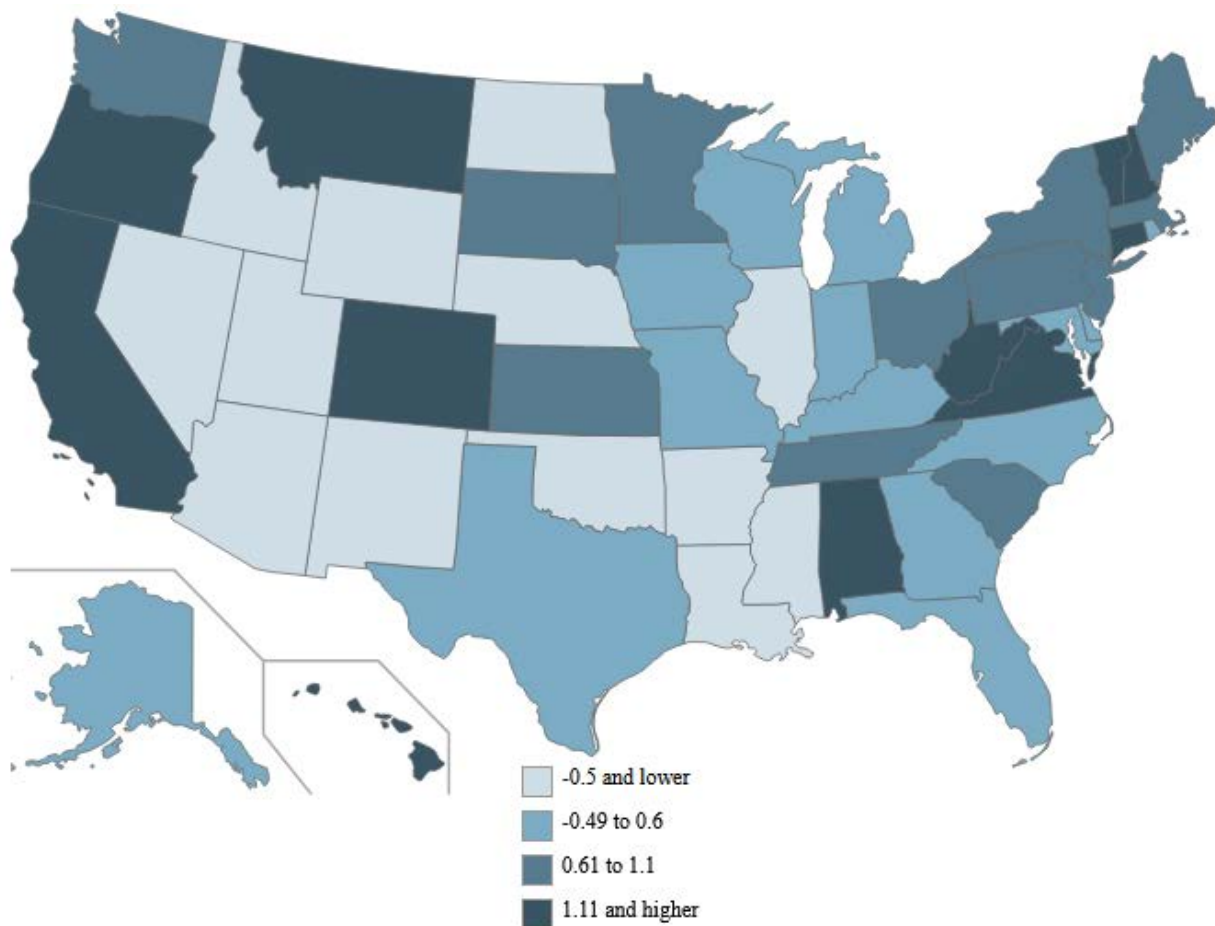 -0.5 and lower
-0.49 to 0.6
0.61 to 1.1
1.11 and higher